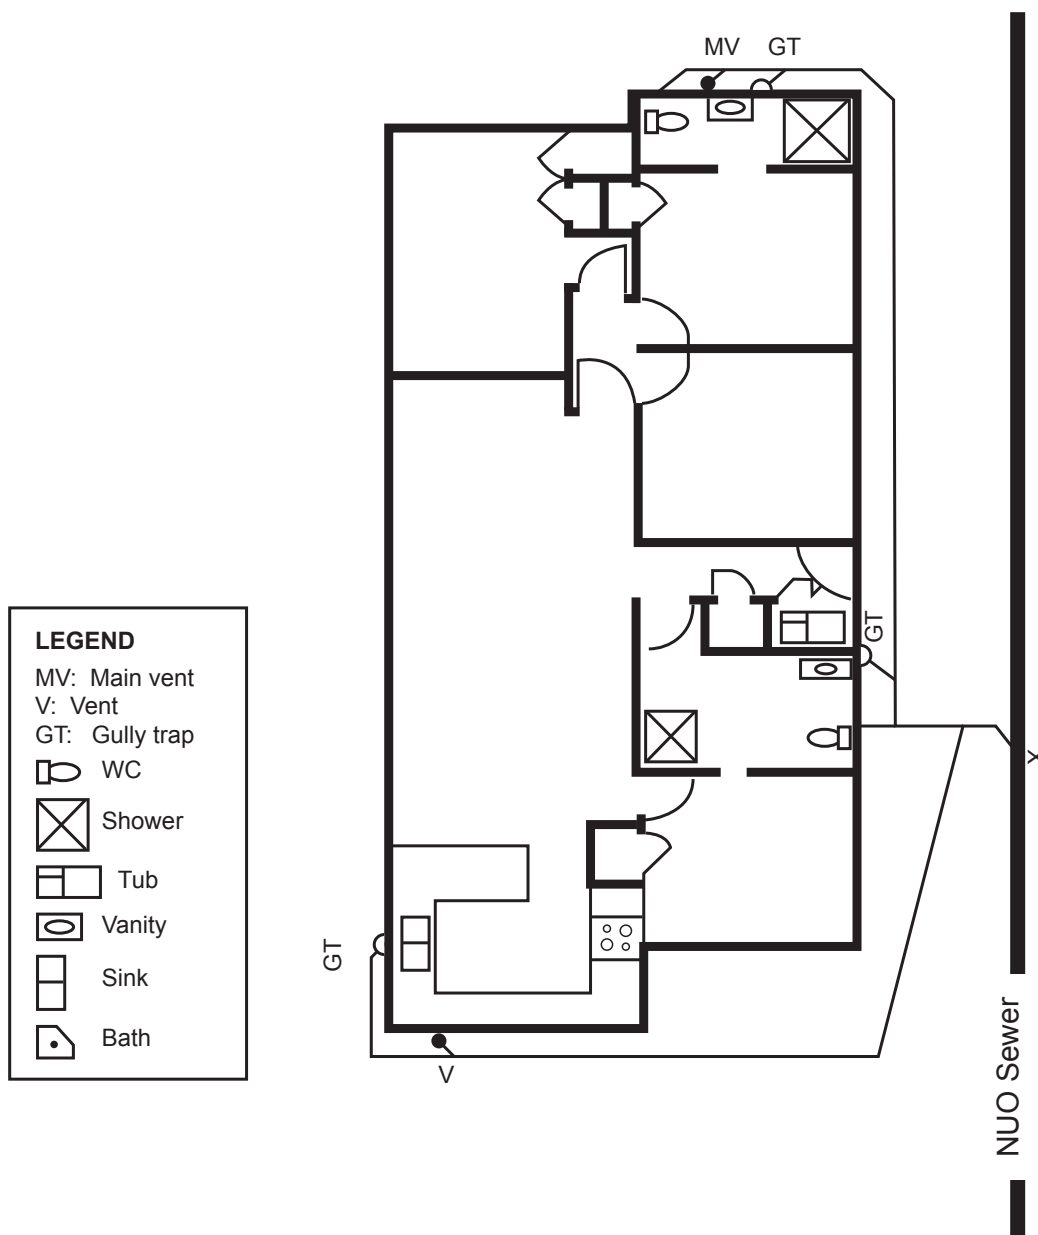 MV GT
LEGEND
MV: Main vent
V: Vent
GT: Gully trap
WC
Shower
Tub
Vanity
Sink
Bath
GT
X
GT
V
NUO Sewer